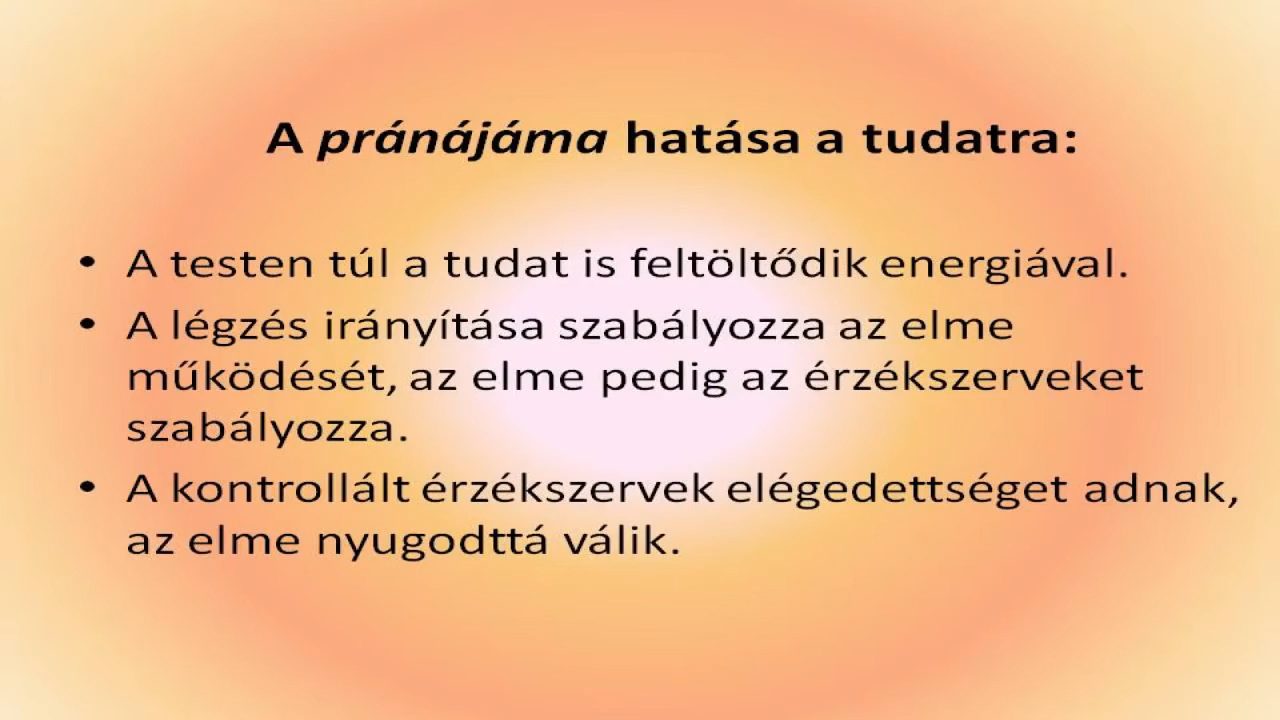 A pránájáma hatása a tudatra:
• A testen túl a tudat is feltöltődik energiával.
• A légzés irányítása szabályozza az elme
működését, az elme pedig az érzékszerveket
szabályozza.
• A kontrollált érzékszervek elégedettséget adnak,
az elme nyugodttá válik.